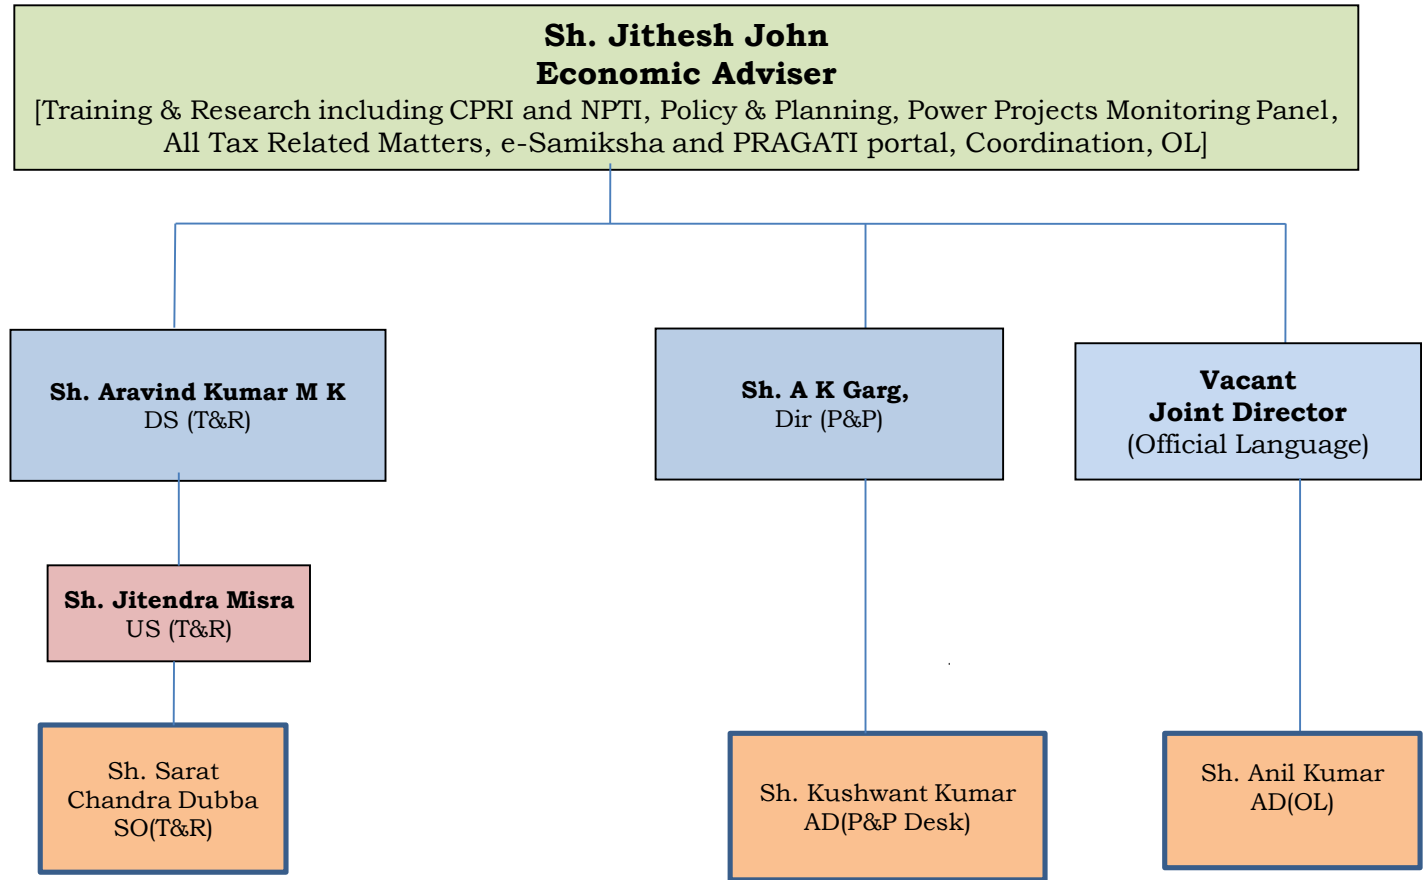 Sh. Jithesh John
Economic Adviser
[Training & Research including CPRI and NPTI, Policy & Planning, Power Projects Monitoring Panel,
All Tax Related Matters, e-Samiksha and PRAGATI portal, Coordination, OL]
Sh. Aravind Kumar M K
DS (T&R)
Sh. A K Garg,
Dir (P&P)
Vacant
Joint Director
(Official Language)
Sh. Jitendra Misra
US (T&R)
Sh. Sarat
Chandra Dubba
SO(T&R)
Sh. Kushwant Kumar
AD(P&P Desk)
Sh. Anil Kumar
AD(OL)